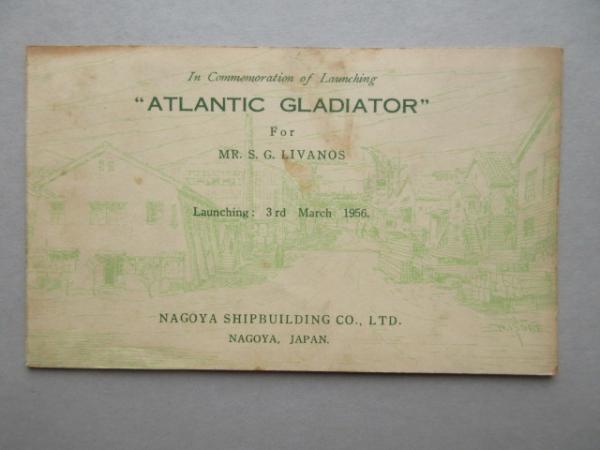 In Commemoration of Launching
"ATLANTIC GLADIATOR"
For
MR. S. G. LIVANOS
Launching: 3rd March 1956.
NAGOYA SHIPBUILDING CO., LTD.
NAGOYA, JAPAN.